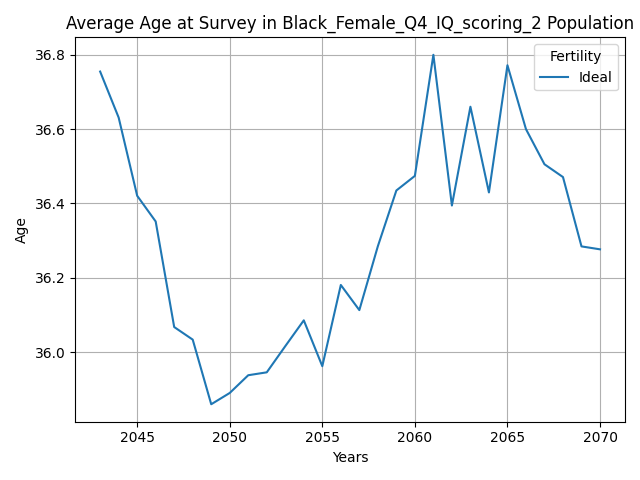 Average Age at Survey in Black_Female_Q4_IQ_scoring_2 Population
Fertility
Ideal
36.8
36.6
36.4
36.2
36.0
Age
2045 2050 2055 2060 2065 2070
Years